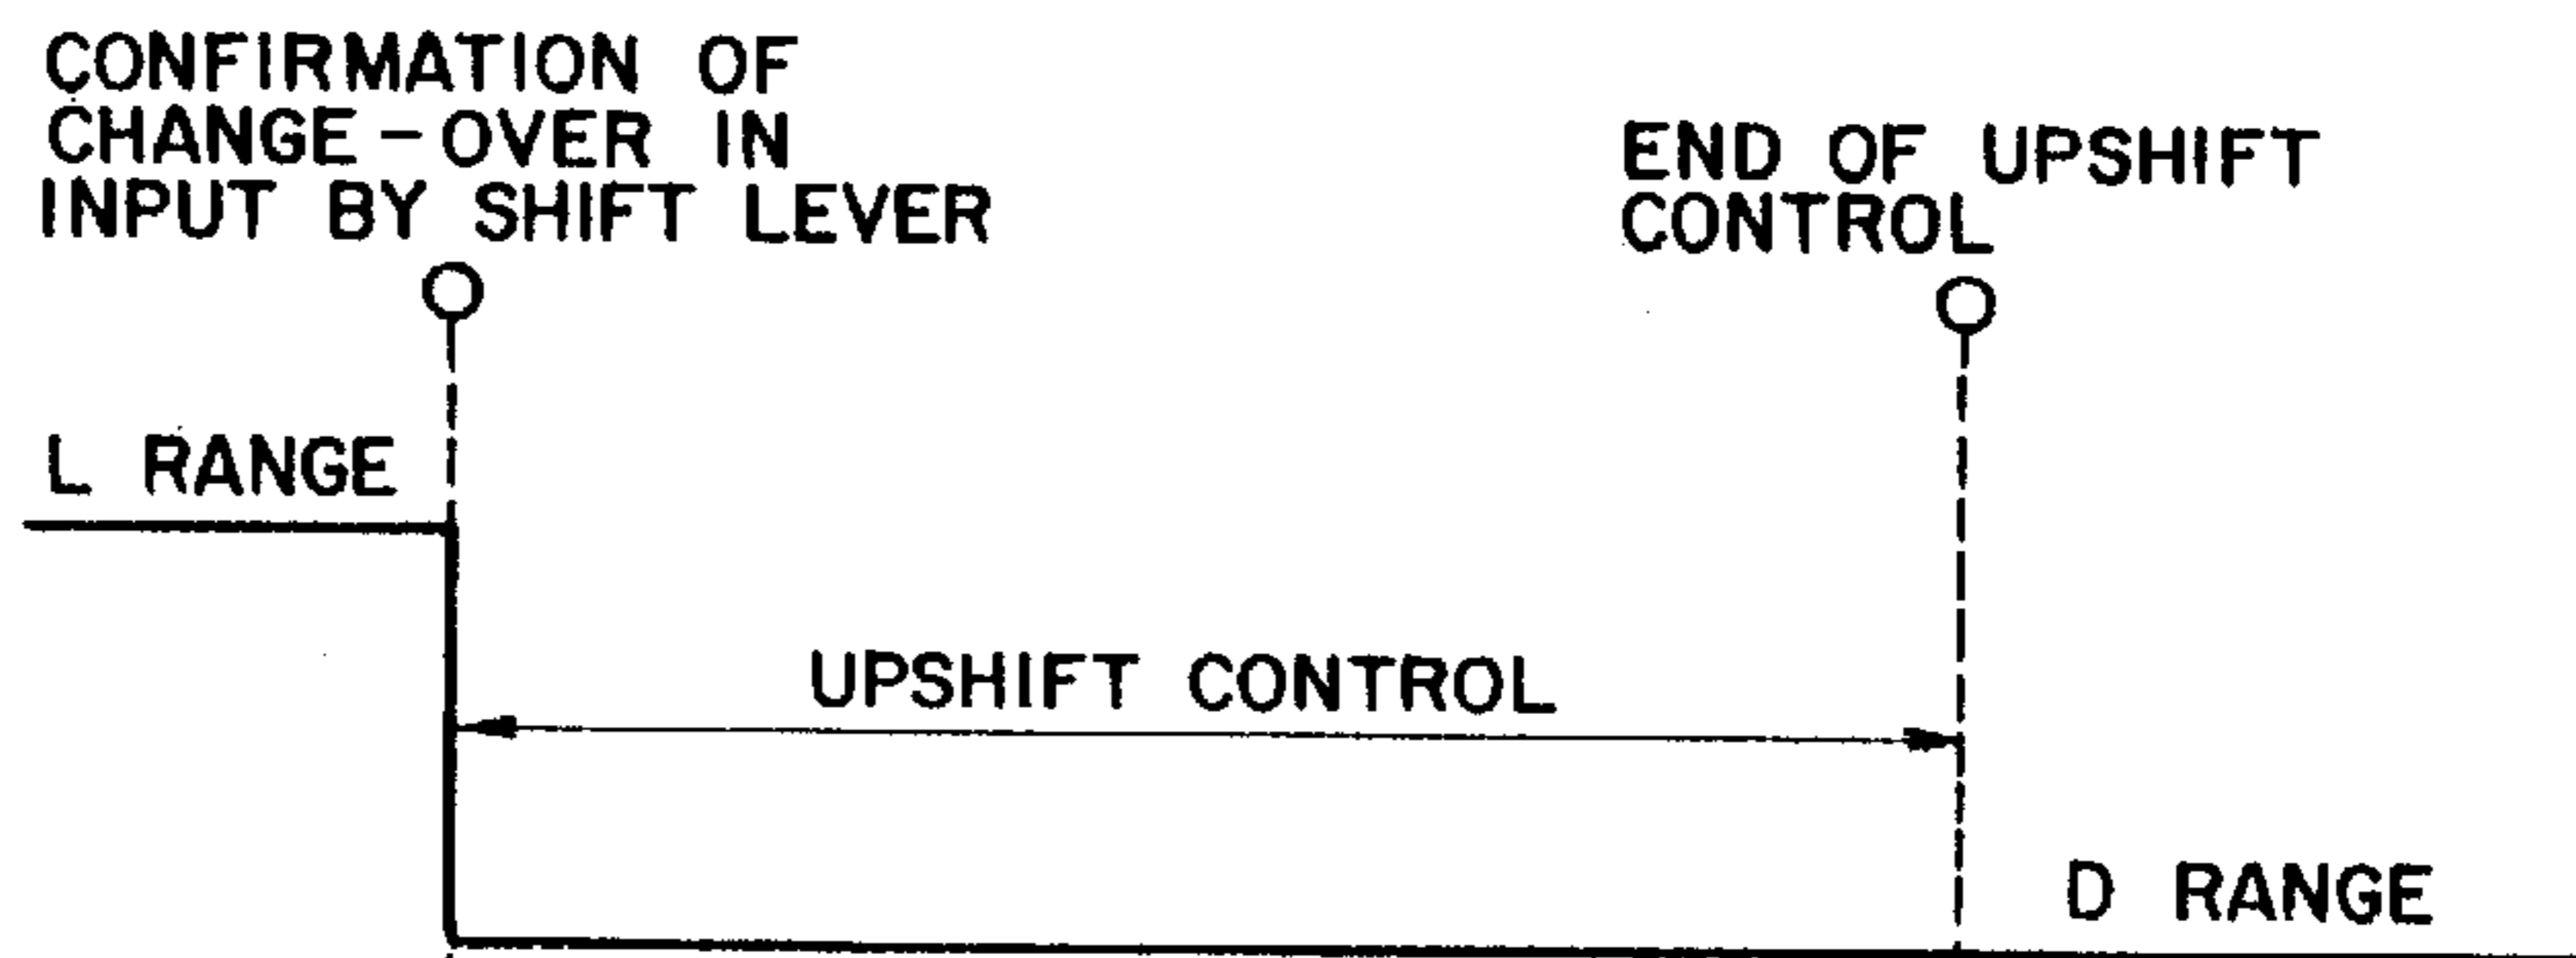 CONFIRMATION OF
CHANGE-OVER IN
INPUT BY SHIFT LEVER
END OF UPSHIFT
CONTROL
L RANGE
UPSHIFT CONTROL
D RANGE